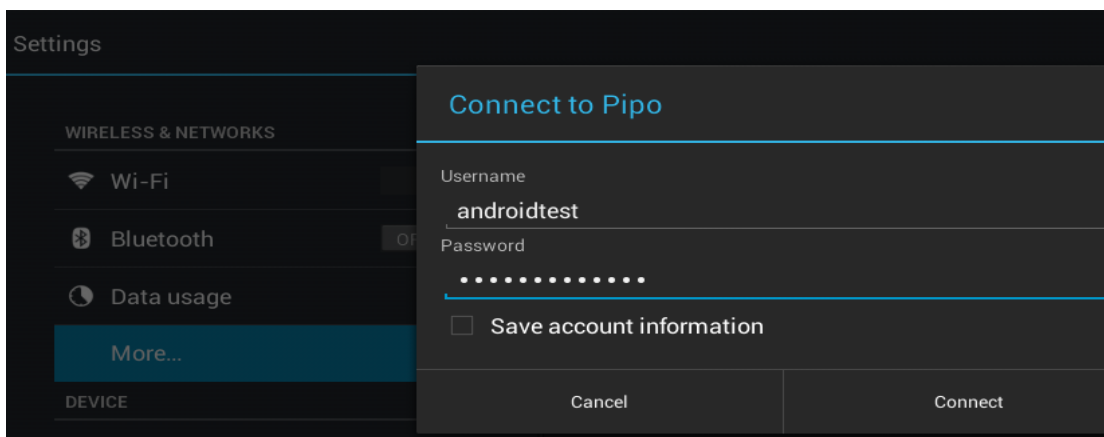 Settings
WIRELESS & NETWORKS
Wi-Fi
Bluetooth
Data usage
More...
DEVICE
Connect to Pipo
Username
androidtest
Password
•••••••••••••
Save account information
Cancel
Connect